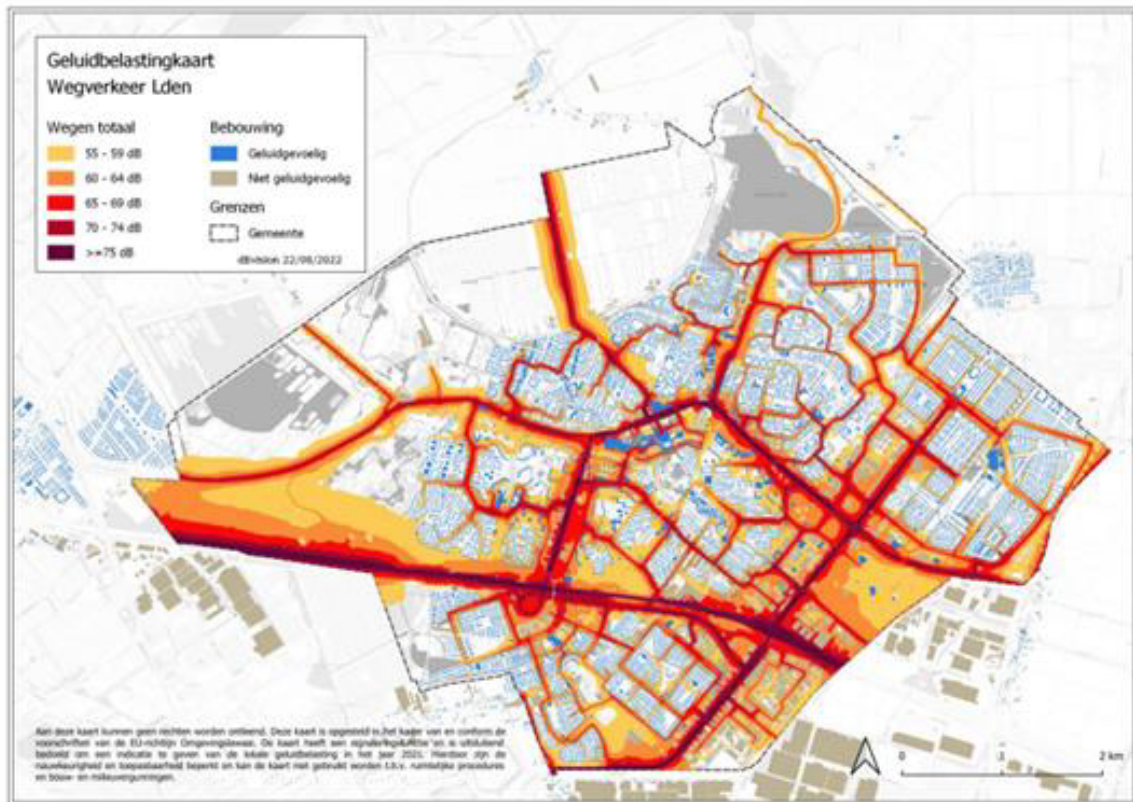 Geluidbelastingkaart
Wegverkeer Lden
Wegen totaal
55 - 59 dB
60 - 64 dB
65 - 69 dB
70 - 74 dB
>=75 dB
Bebouwing
Geluidgevoelig
Niet geluidgevoelig
Grenzen
Gemeente
dBvision 22/08/2022
Aan deze kaart kunnen geen rechten worden ontleend. Deze kaart is opgesteld in het kader van en conform de
voorschriften van de EU-richtlijn Omgevingslawaai. De kaart heeft een signaleringsfunctie en is uitsluitend
bedoeld om een indicatie te geven van de lokale geluidbelasting in het jaar 2021. Hierdoor zijn de
nauwkeurigheid en toepasbaarheid beperkt en kan de kaart niet gebruikt worden t.b.v. ruimtelijke procedures
en bouw- en milieuvergunningen.
0 1 2 km